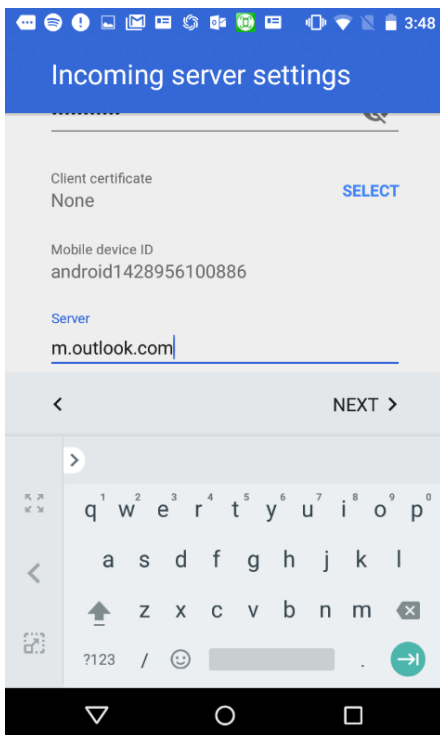 3:48
Incoming server settings
Client certificate
None
SELECT
Mobile device ID
android1428956100886
Server
m.outlook.com
NEXT
1 2 3 4 5 6 7 8 9 0
q w e r t y u i o p
a s d f g h j k l
z x c v b n m
?123 / .